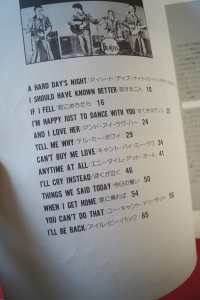 A HARD DAY'S NIGHT/ア・ハード・デイズ・ナイト
I SHOULD HAVE KNOWN BETTER/恋する二人 10
IF I FELL/恋におちたら 16
I'M HAPPY JUST TO DANCE WITH YOU/すてきなダンス 20
AND I LOVE HER/アンド・アイ・ラヴ・ハー 24
TELL ME WHY/テル・ミー・ホワイ 29
CAN'T BUY ME LOVE/キャント・バイ・ミー・ラヴ 34
ANYTIME AT ALL/エニー・タイム・アット・オール 41
I'LL CRY INSTEAD/ぼくが泣く 46
THINGS WE SAID TODAY/今日の誓い 50
WHEN I GET HOME/家に帰れば 54
YOU CAN'T DO THAT/ユー・キャント・ドゥ・ザット 59
I'LL BE BACK/アイル・ビー・バック 65